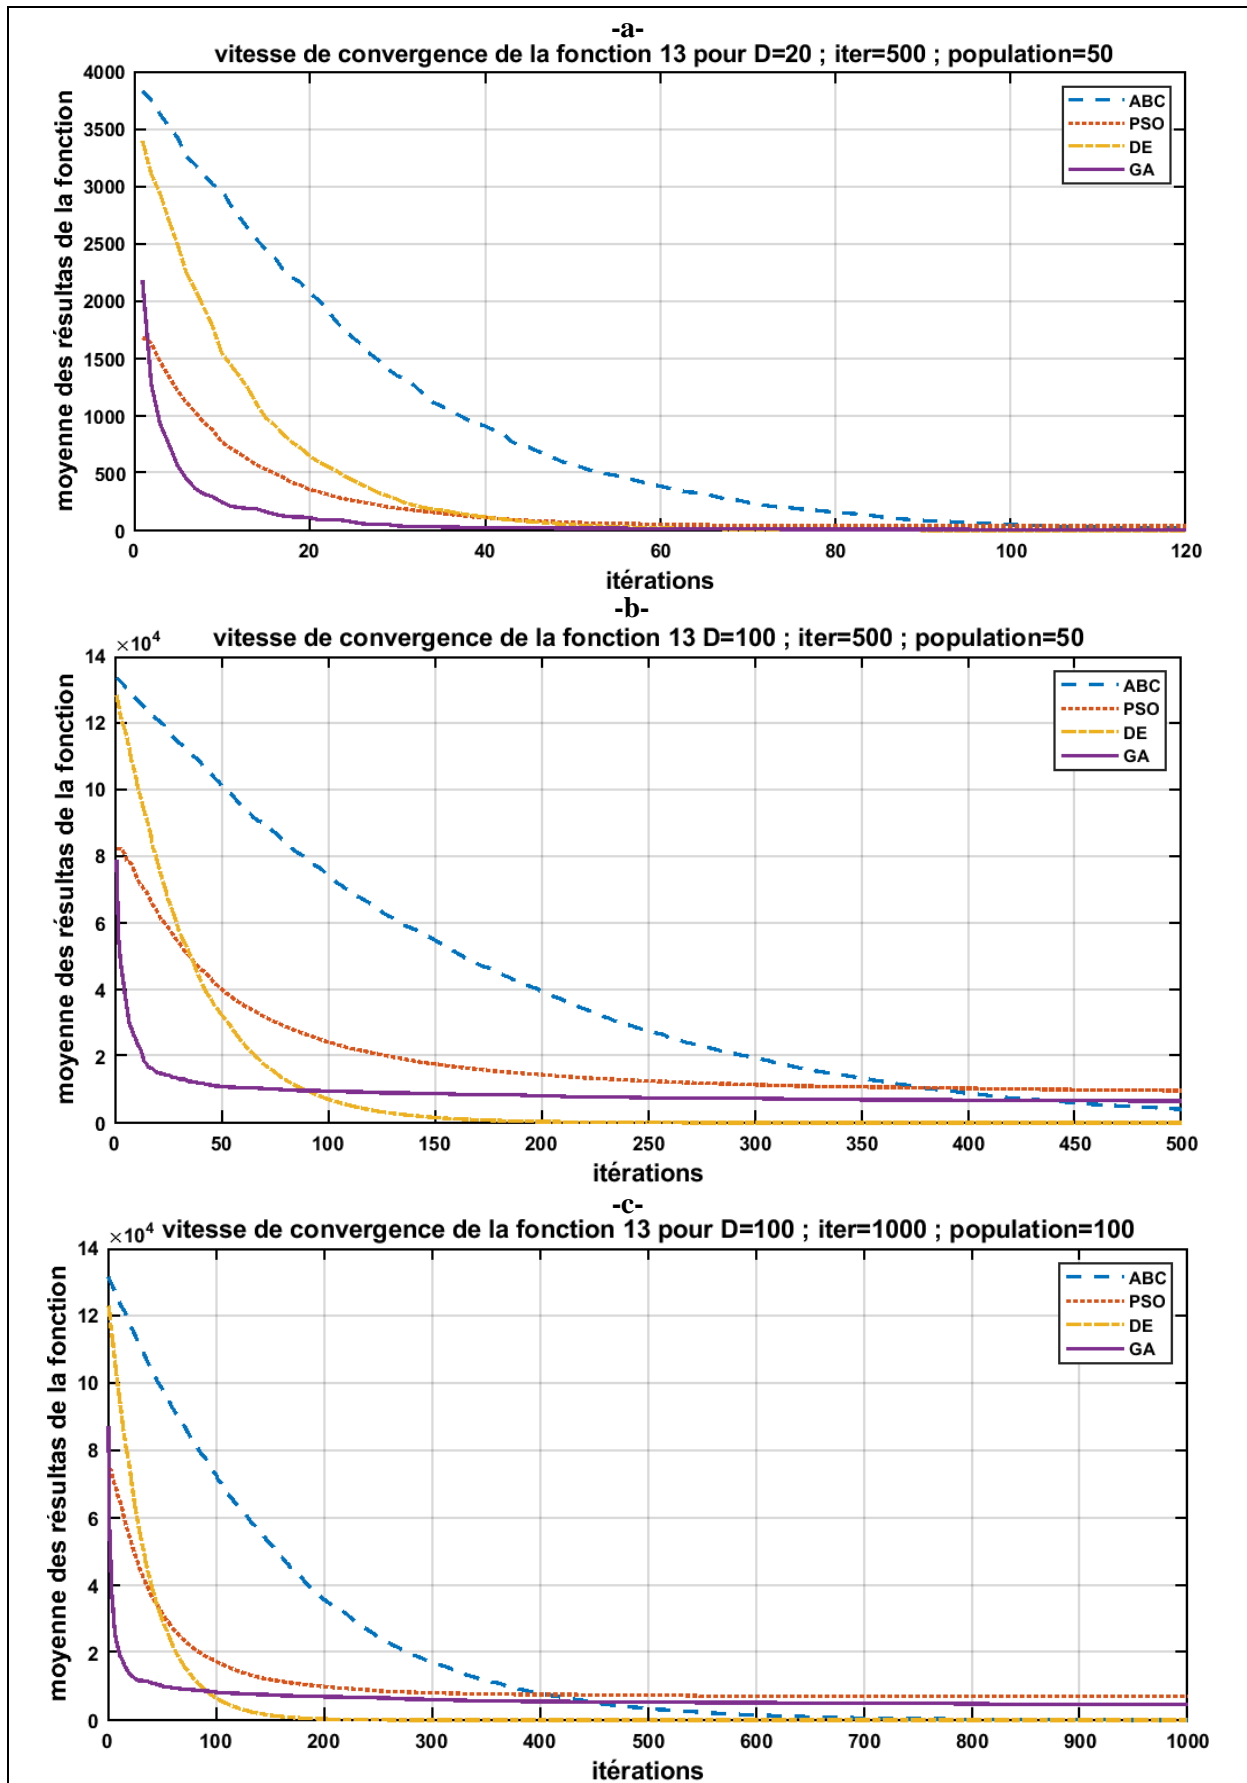 -a-
vitesse de convergence de la fonction 13 pour D=20 ; iter=500 ; population=50
moyenne des résultas de la fonction
4000
3500
3000
2500
2000
1500
1000
500
0
ABC
PSO
DE
GA
0 20 40 60 80 100 120
itérations
-b-
vitesse de convergence de la fonction 13 D=100 ; iter=500 ; population=50
×10⁴
moyenne des résultas de la fonction
14
12
10
8
6
4
2
0
ABC
PSO
DE
GA
0 50 100 150 200 250 300 350 400 450 500
itérations
-c-
vitesse de convergence de la fonction 13 pour D=100 ; iter=1000 ; population=100
×10⁴
moyenne des résultas de la fonction
14
12
10
8
6
4
2
0
ABC
PSO
DE
GA
0 100 200 300 400 500 600 700 800 900 1000
itérations